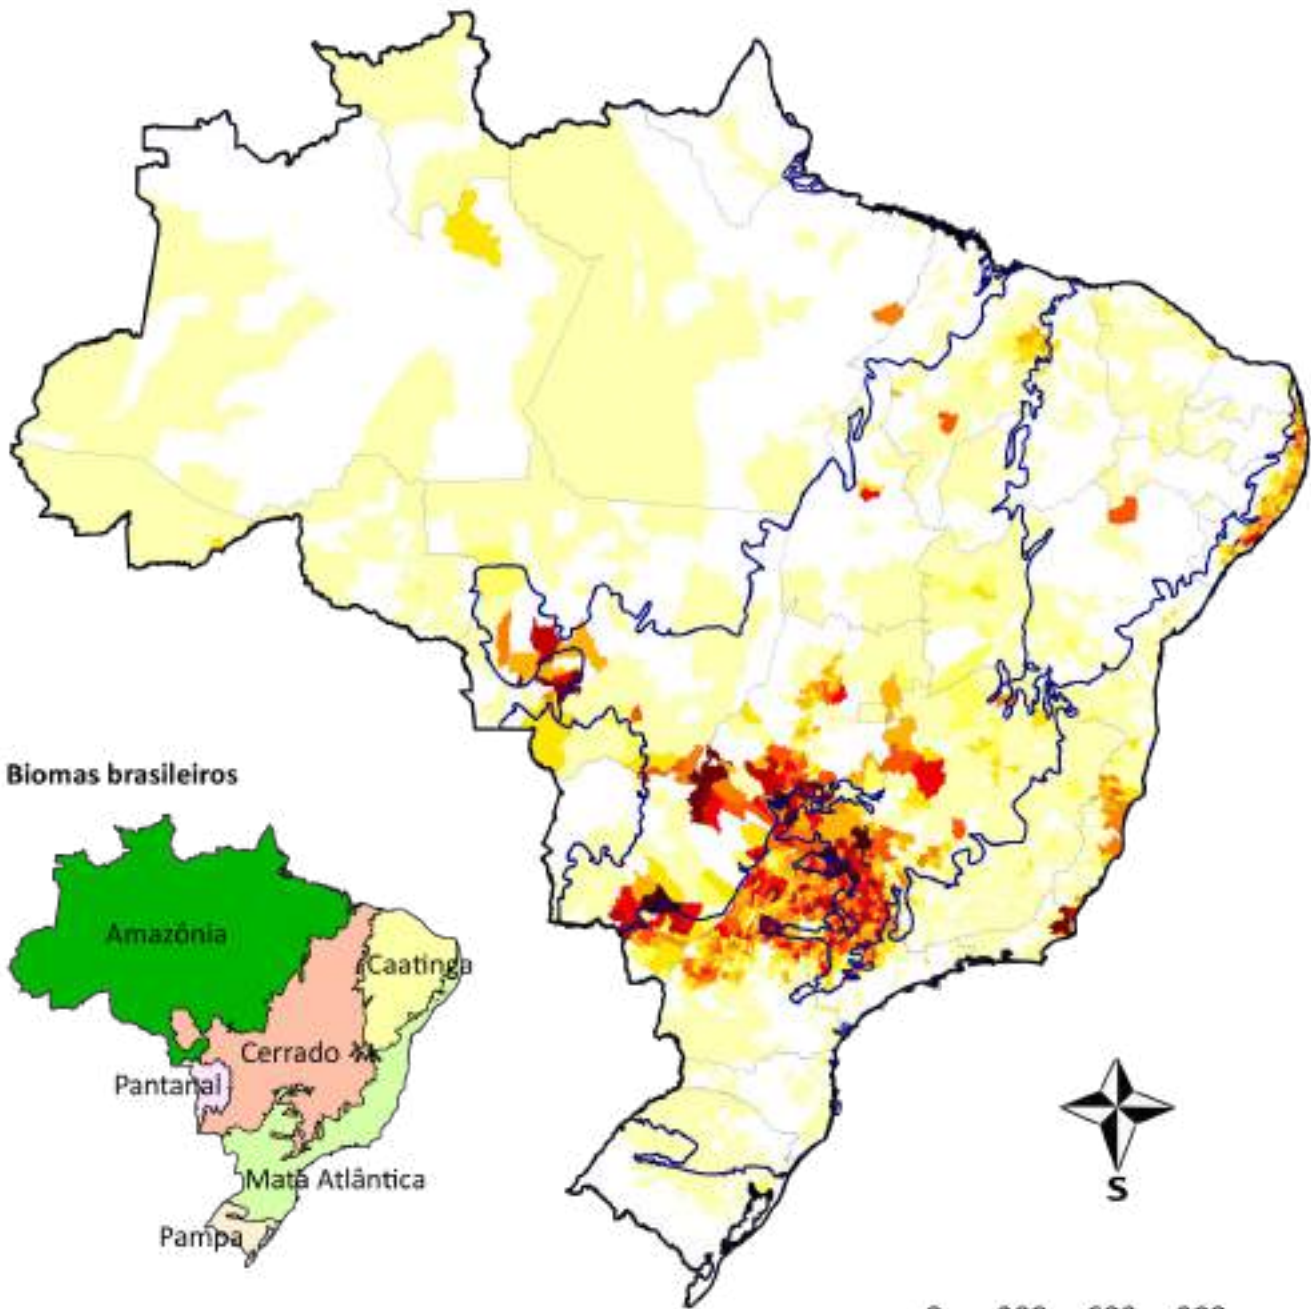 Biomas brasileiros
Amazônia
Caatinga
Cerrado
Pantanal
Mata Atlântica
Pampa
S